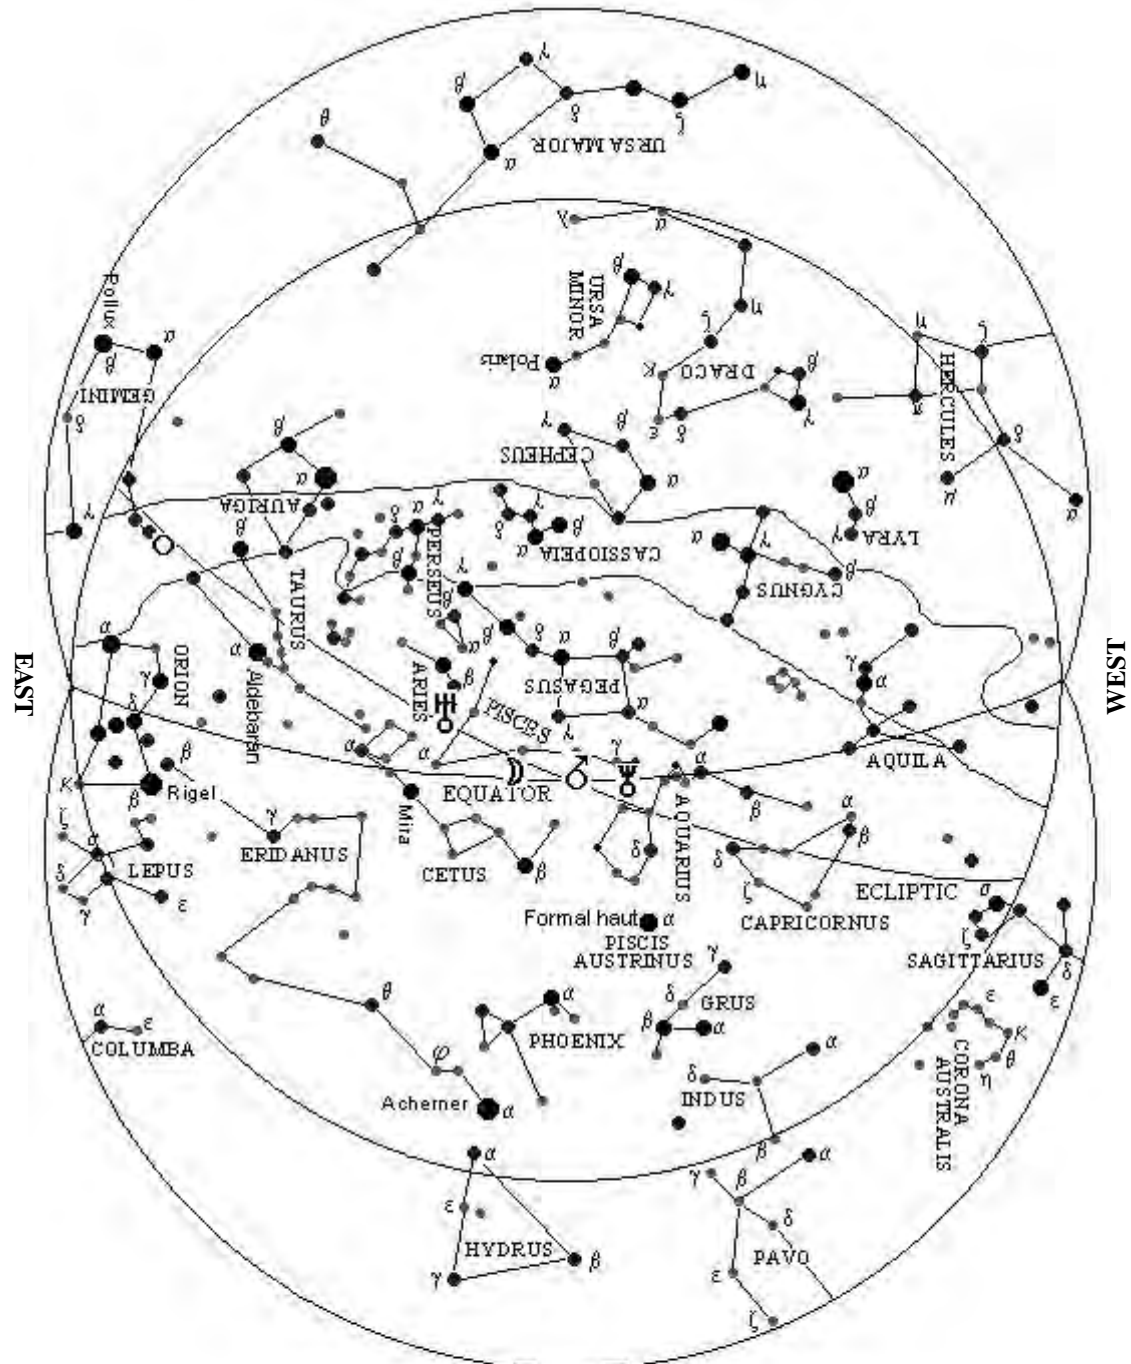 γ
β
η
θ
δ
ζ
α
URSA MAJOR
λ
α
β
URSA
MINOR
γ
η
Pollux
α
β
GEMINI
δ
Polaris
α
ζ
κ
DRACO
β
γ
ε
δ
η
ζ
HERCULES
π
δ
μ
α
β
α
AURIGA
γ
β
CEPHEUS
α
α
β
γ
LYRA
γ
β
TAURUS
δ
α
γ
β
PERSEUS
γ
δ
α
β
CASSIOPEIA
α
γ
β
CYGNUS
γ
β
δ
α
β
PEGASUS
γ
α
β
α
ARIES
β
PISCES
α
α
γ
δ
ORION
α
Aldebaran
EAST
WEST
γ
α
AQUILA
κ
β
Rigel
β
α
Mira
EQUATOR
γ
α
β
AQUARIUS
δ
α
β
δ
ζ
CAPRICORNUS
ECLIPTIC
ζ
α
δ
γ
LEPUS
ε
γ
ERIDANUS
CETUS
β
Formal haut
α
PISCIS
AUSTRINUS
σ
ζ
SAGITTARIUS
δ
ε
γ
δ
GRUS
β
α
α
PHOENIX
θ
α
ε
COLUMBA
φ
Acherner
α
α
δ
INDUS
β
ε
κ
θ
η
CORONA
AUSTRALIS
α
ε
HYDRUS
γ
β
γ
β
α
δ
PAVO
ε
ζ